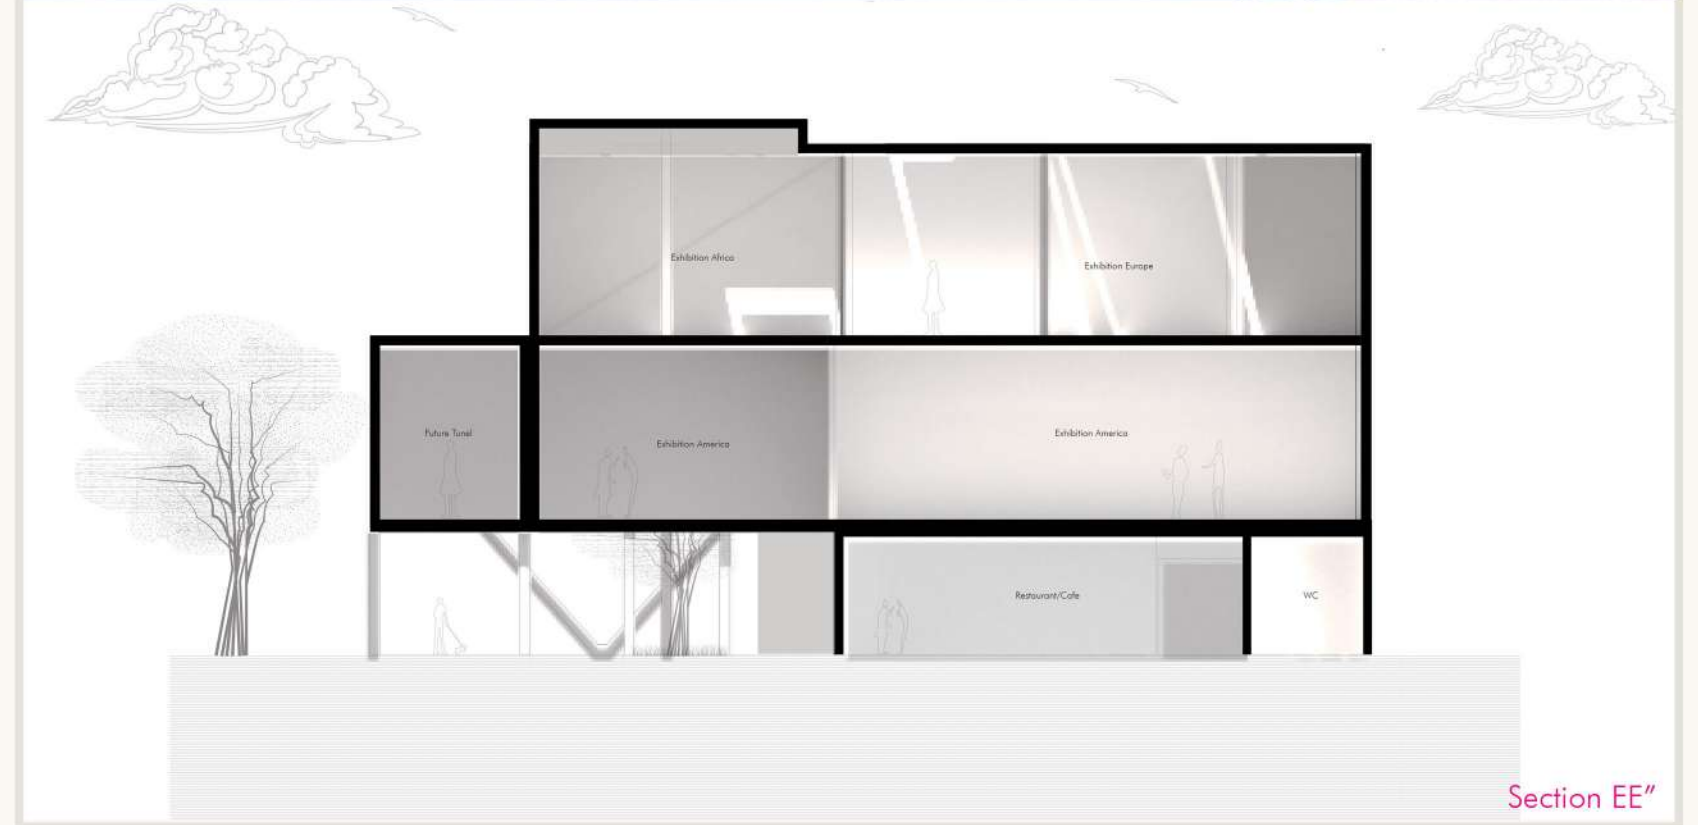 Exhibition Africa
Exhibition Europe
Future Tunel
Exhibition America
Exhibition America
Restaurant/Cafe
WC
Section EE”